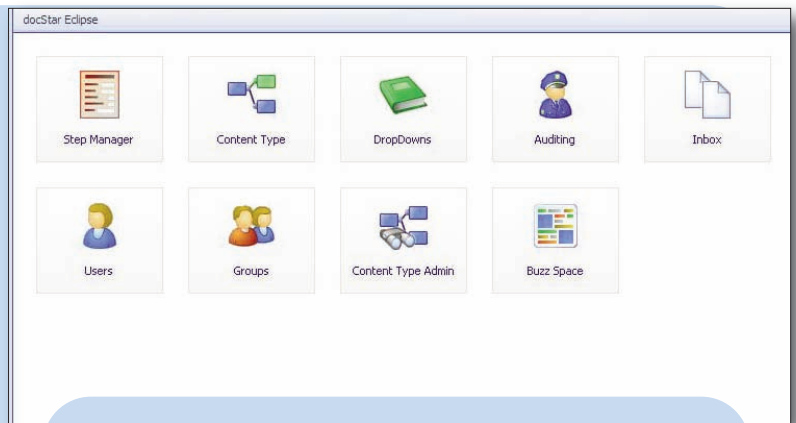 docStar Eclipse
Step Manager
Content Type
DropDowns
Auditing
Inbox
Users
Groups
Content Type Admin
Buzz Space